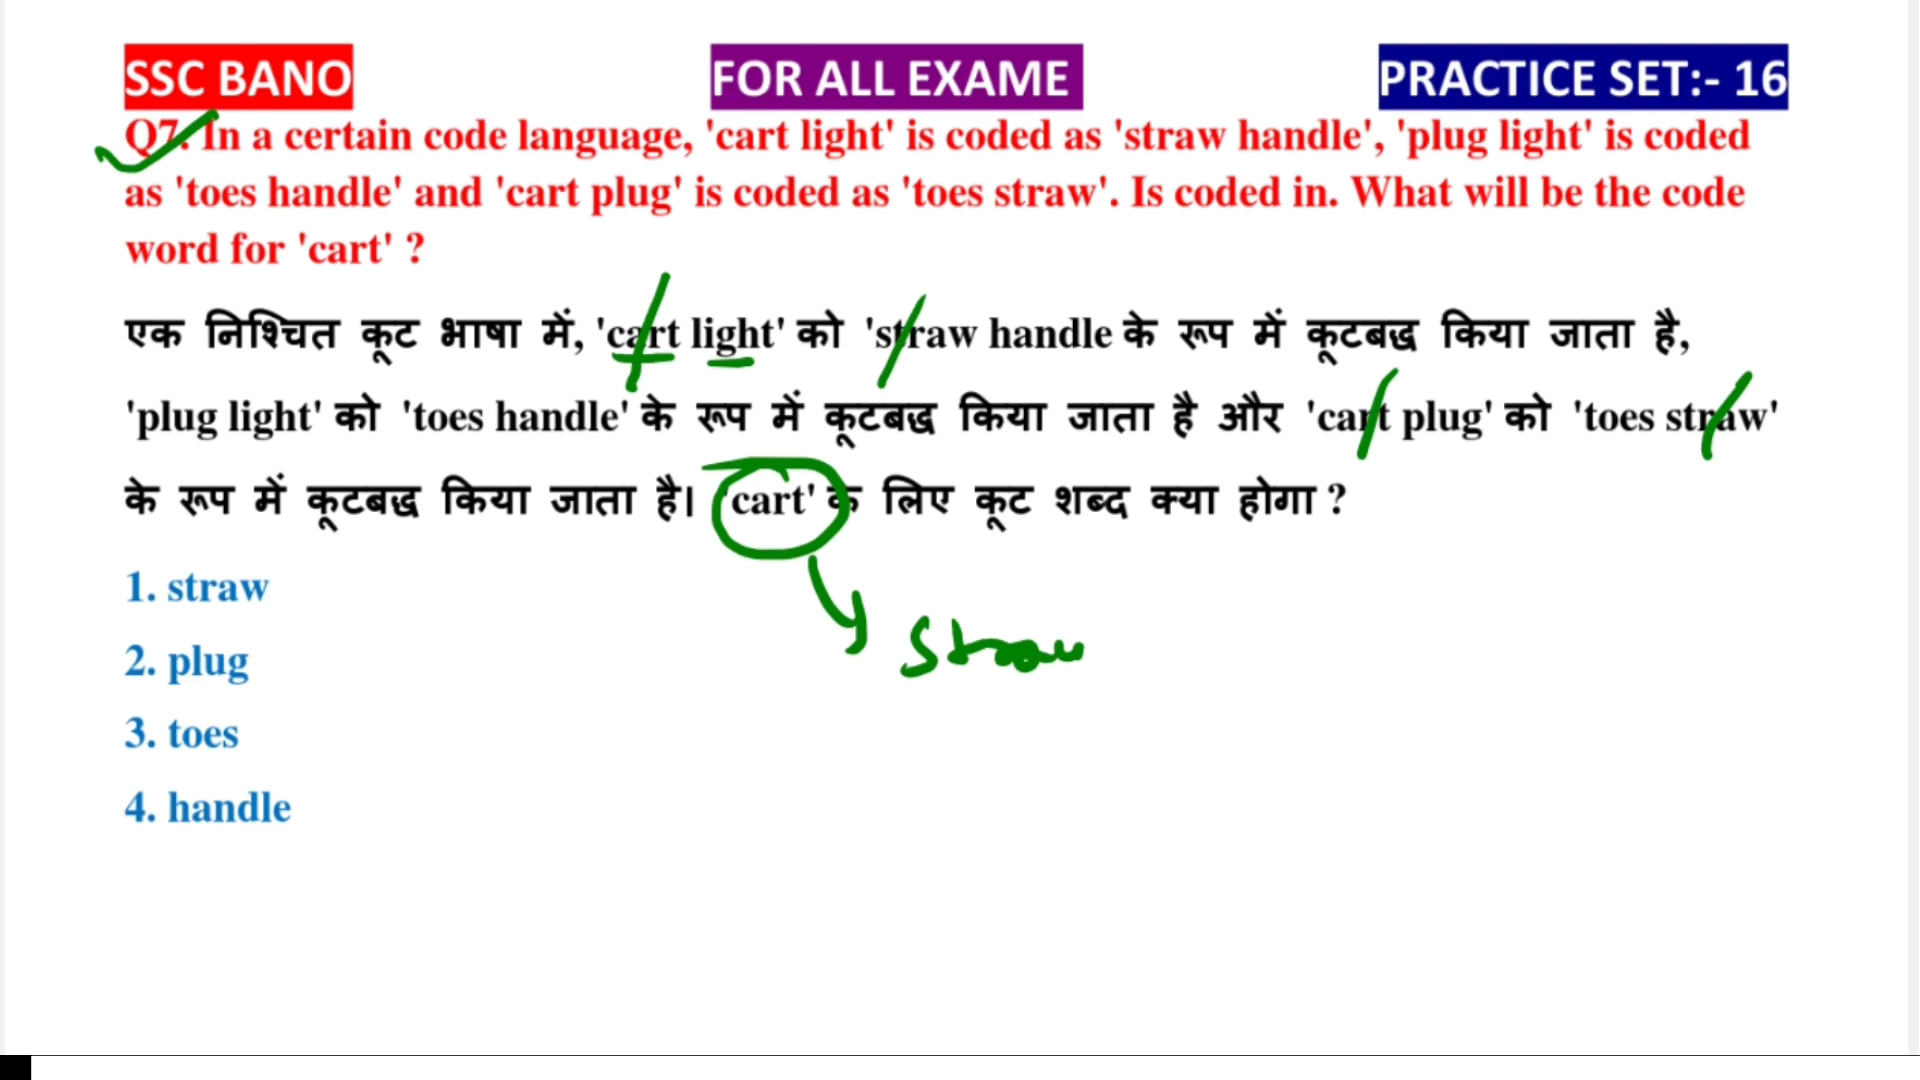 SSC BANO FOR ALL EXAME PRACTICE SET:- 16
Q7. In a certain code language, 'cart light' is coded as 'straw handle', 'plug light' is coded
as 'toes handle' and 'cart plug' is coded as 'toes straw'. Is coded in. What will be the code
word for 'cart' ?
एक निश्चित कूट भाषा में, 'cart light' को 'straw handle के रूप में कूटबद्ध किया जाता है,
'plug light' को 'toes handle' के रूप में कूटबद्ध किया जाता है और 'cart plug' को 'toes straw'
के रूप में कूटबद्ध किया जाता है। 'cart' के लिए कूट शब्द क्या होगा ?
1. straw
straw
2. plug
3. toes
4. handle